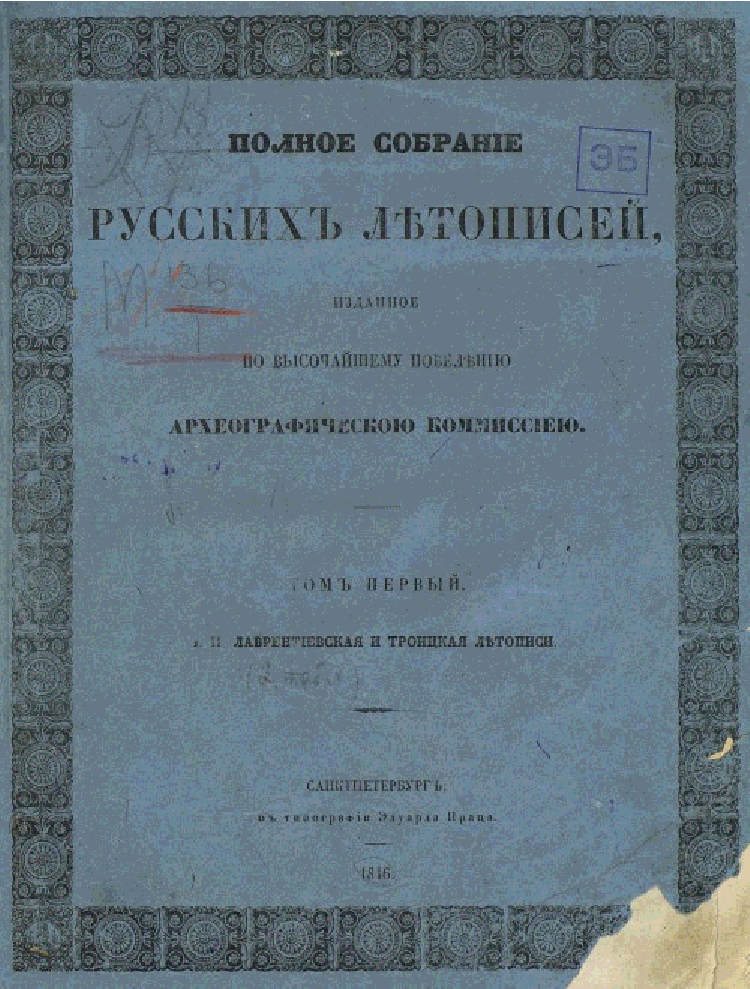 ПОЛНОЕ СОБРАНІЕ
ЭБ
РУССКИХЪ ЛѢТОПИСЕЙ,
ИЗДАННОЕ
ПО ВЫСОЧАЙШЕМУ ПОВЕЛѢНІЮ
АРХЕОГРАФИЧЕСКОЮ КОММИССІЕЮ.
ТОМЪ ПЕРВЫЙ.
ЛАВРЕНТІЕВСКАЯ И ТРОИЦКАЯ ЛѢТОПИСИ.
САНКТПЕТЕРБУРГЪ.
въ типографіи Эдуарда Праца.
1846.